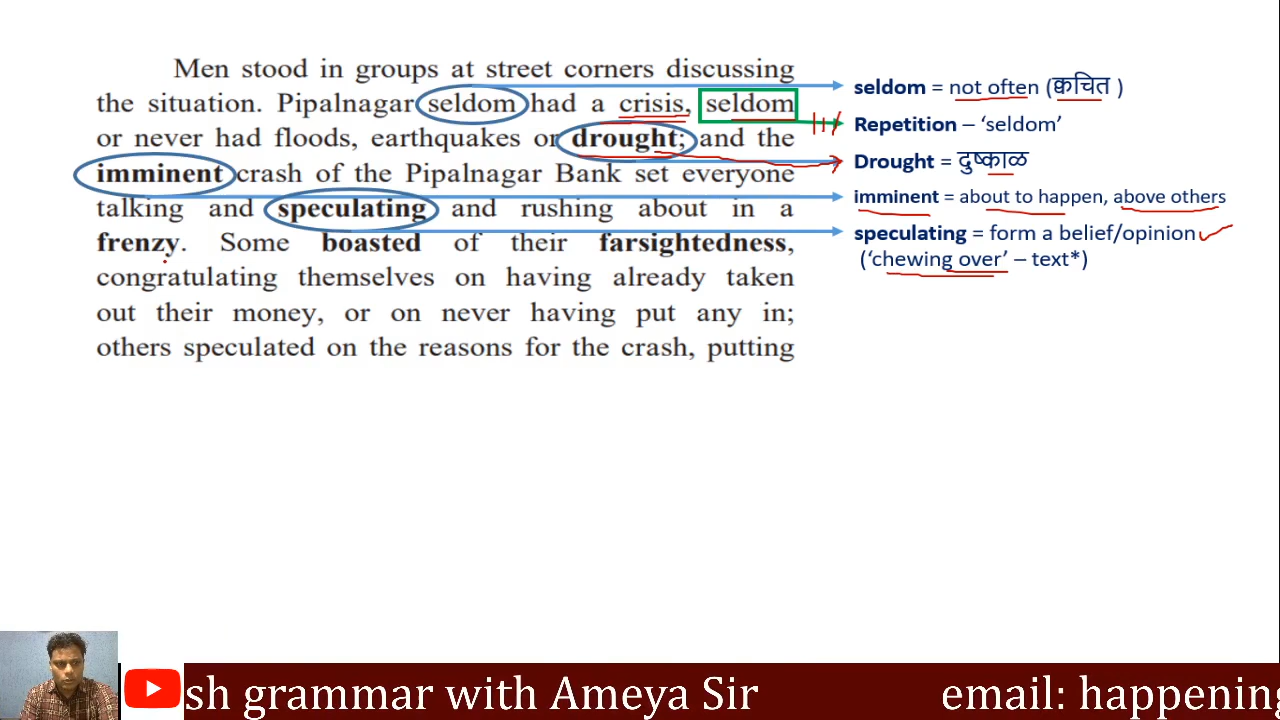 Men stood in groups at street corners discussing
the situation. Pipalnagar seldom had a crisis, seldom
or never had floods, earthquakes or drought; and the
imminent crash of the Pipalnagar Bank set everyone
talking and speculating and rushing about in a
frenzy. Some boasted of their farsightedness,
congratulating themselves on having already taken
out their money, or on never having put any in;
others speculated on the reasons for the crash, putting
seldom = not often (क्वचित )
Repetition – ‘seldom’
Drought = दुष्काळ
imminent = about to happen, above others
speculating = form a belief/opinion
(‘chewing over’ – text*)
sh grammar with Ameya Sir
email: happening